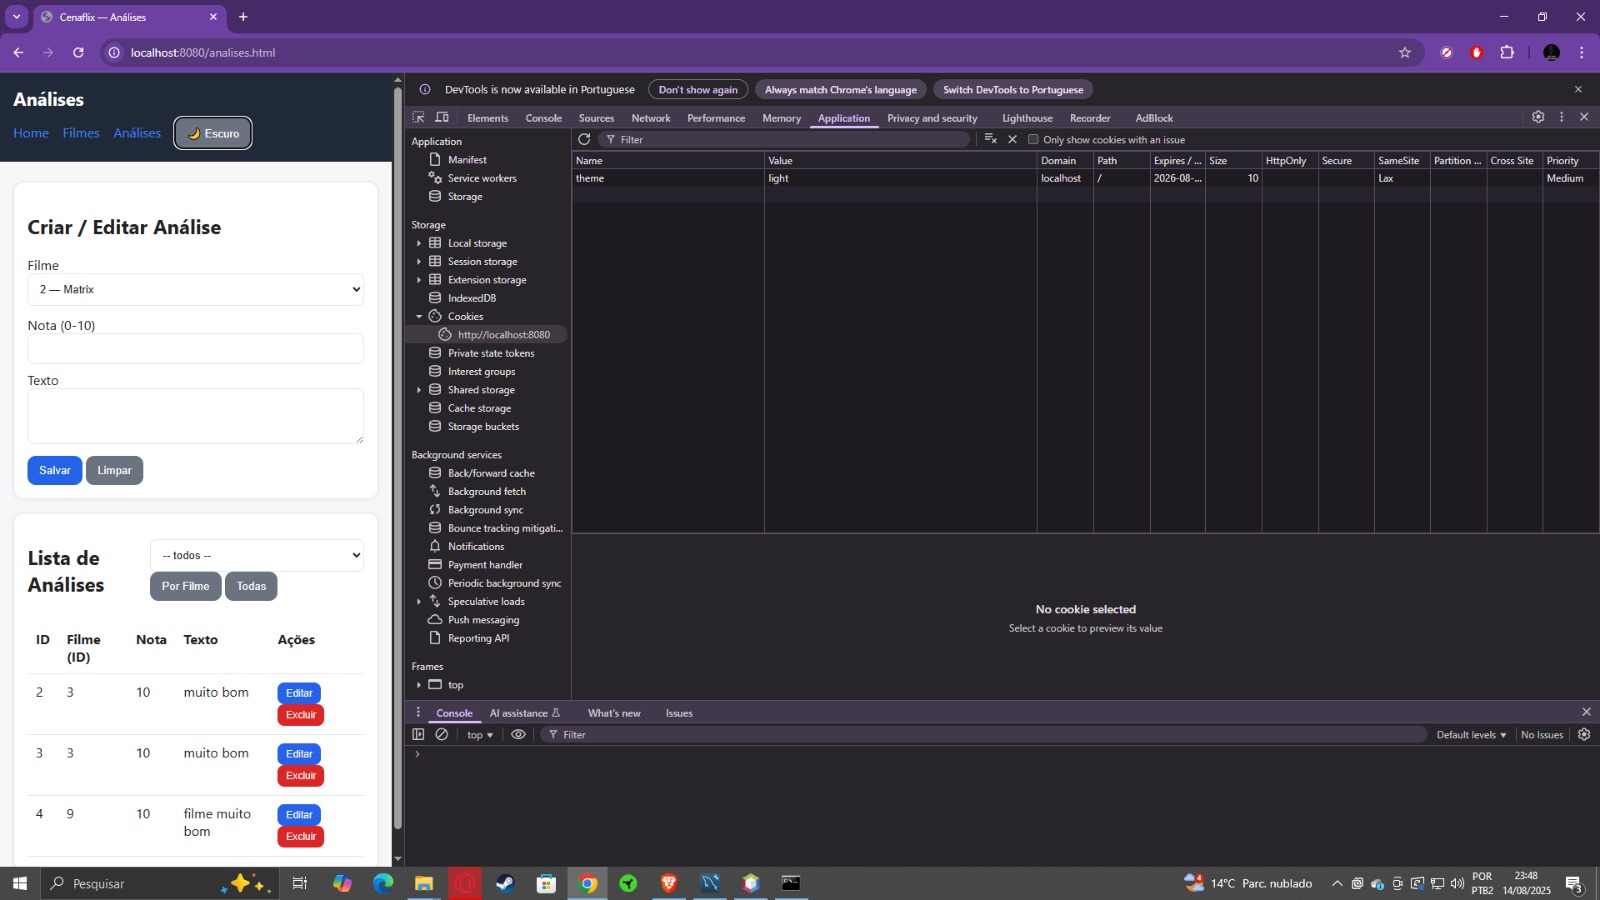 Cenaflix — Análises
localhost:8080/analises.html
Análises
Home Filmes Análises 🌙 Escuro
Criar / Editar Análise
Filme
2 — Matrix
Nota (0-10)
Texto
Salvar Limpar
Lista de
Análises
-- todos --
Por Filme Todas
ID Filme (ID) Nota Texto Ações
2 3 10 muito bom Editar
Excluir
3 3 10 muito bom Editar
Excluir
4 9 10 filme muito bom Editar
Excluir
DevTools is now available in Portuguese Don't show again Always match Chrome's language Switch DevTools to Portuguese
Elements Console Sources Network Performance Memory Application Privacy and security Lighthouse Recorder AdBlock
Application
Manifest
Service workers
Storage
Storage
Local storage
Session storage
Extension storage
IndexedDB
Cookies
http://localhost:8080
Private state tokens
Interest groups
Shared storage
Cache storage
Storage buckets
Background services
Back/forward cache
Background fetch
Background sync
Bounce tracking mitigati...
Notifications
Payment handler
Periodic background sync
Speculative loads
Push messaging
Reporting API
Frames
top
Filter Only show cookies with an issue
Name Value Domain Path Expires / ... Size HttpOnly Secure SameSite Partition ... Cross Site Priority
theme light localhost / 2026-08-... 10 Lax Medium
No cookie selected
Select a cookie to preview its value
Console AI assistance What's new Issues
top Filter Default levels No Issues
Pesquisar
14°C Parc. nublado
POR
PTB2
23:48
14/08/2025
3